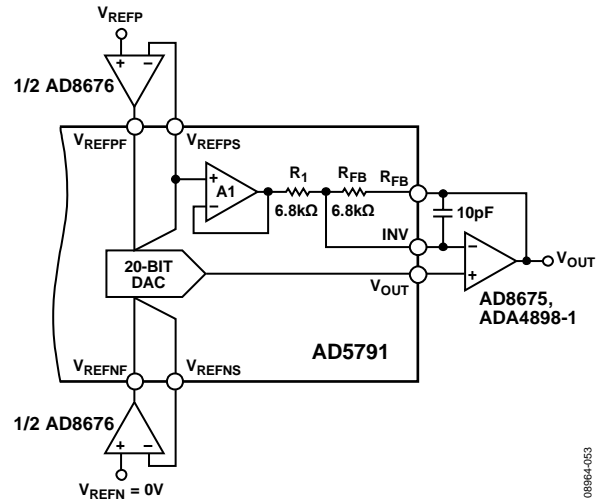 VREFP
1/2 AD8676
+ −
VREFPF
VREFPS
A1
+
−
R1
6.8kΩ
RFB
6.8kΩ
RFB
10pF
INV
−
+
VOUT
20-BIT
DAC
VOUT
AD8675,
ADA4898-1
AD5791
VREFNF
VREFNS
1/2 AD8676
+ −
VREFN = 0V
08964-053